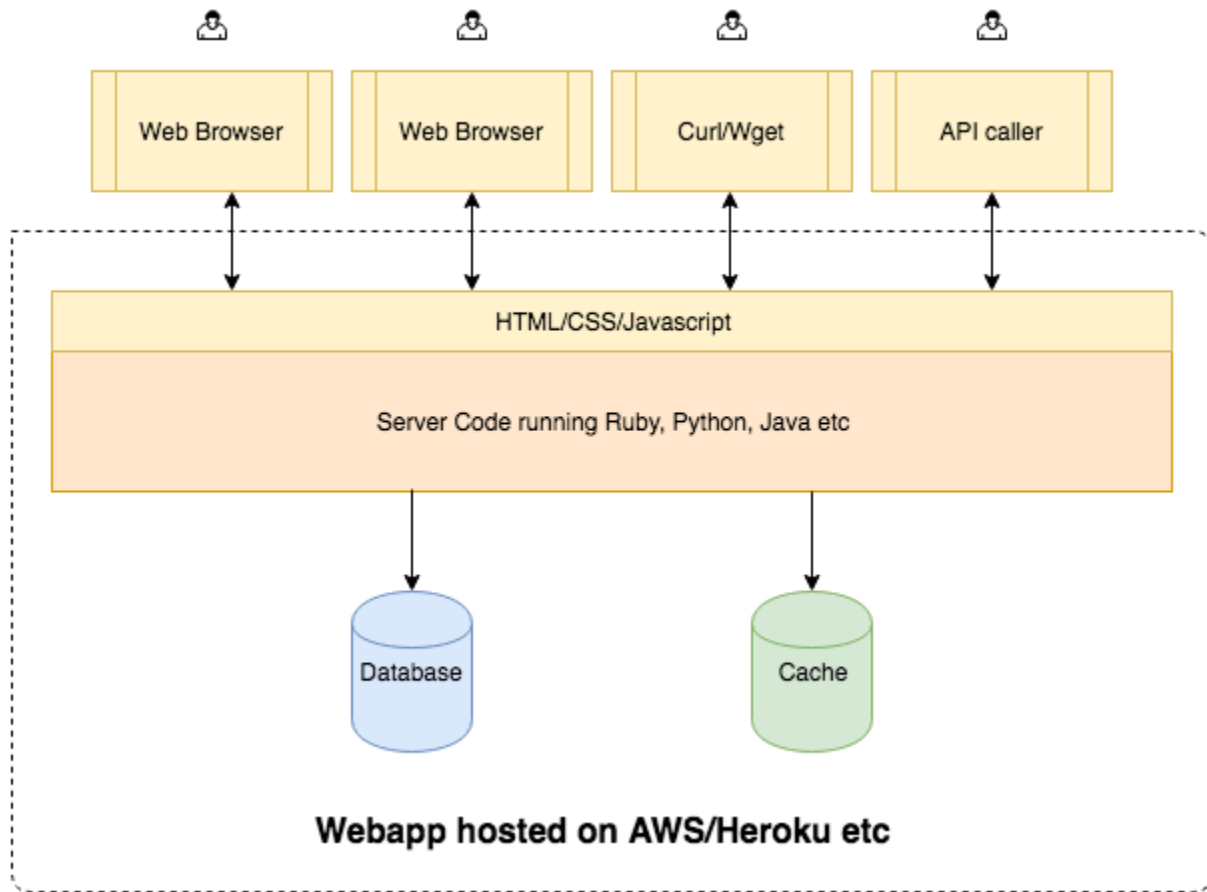 Web Browser
Web Browser
Curl/Wget
API caller
HTML/CSS/Javascript
Server Code running Ruby, Python, Java etc
Database
Cache
Webapp hosted on AWS/Heroku etc